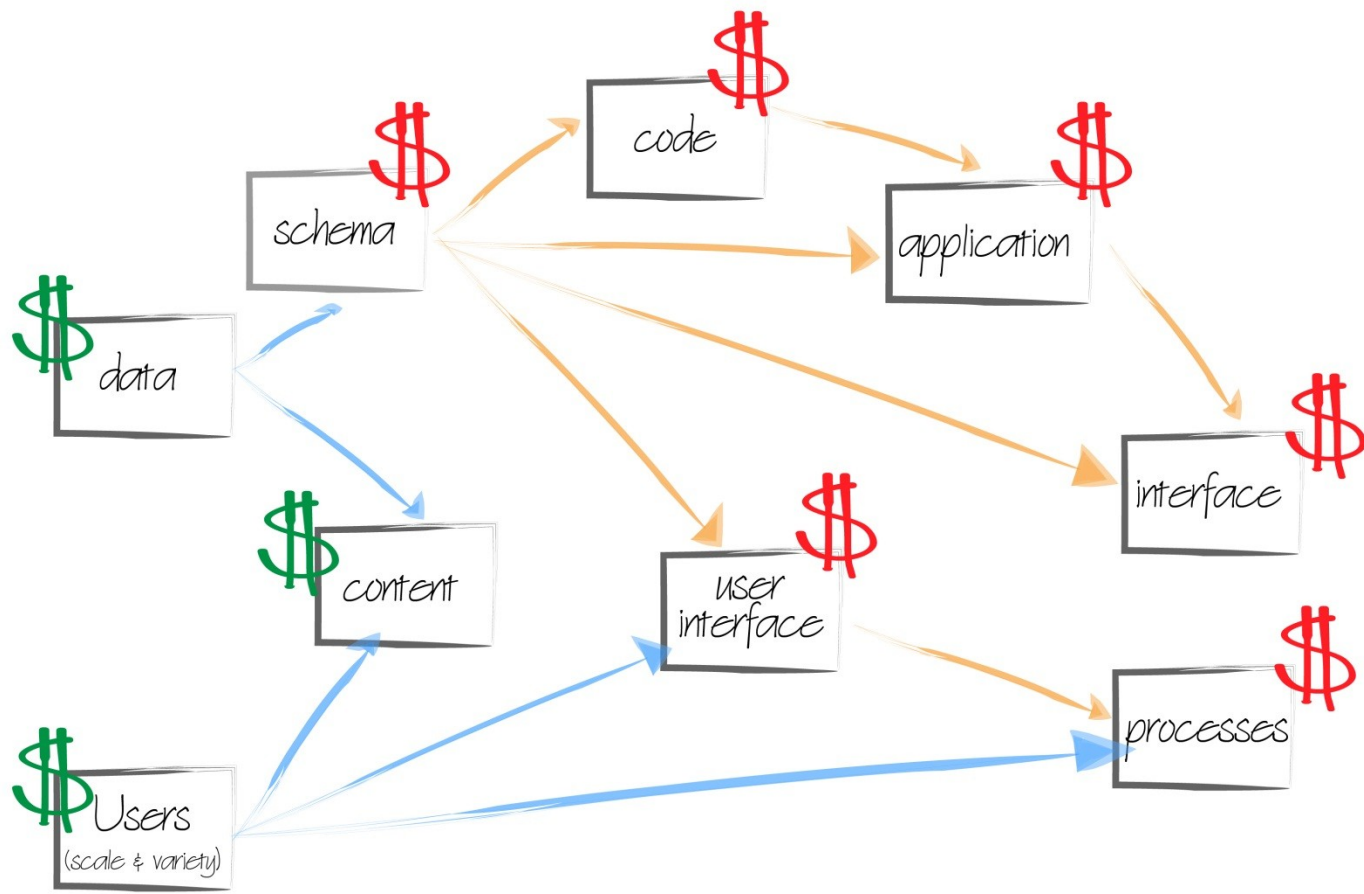 $
code
$
schema
$
application
$
data
$
interface
$
content
$
user
interface
$
processes
$
Users
(scale & variety)